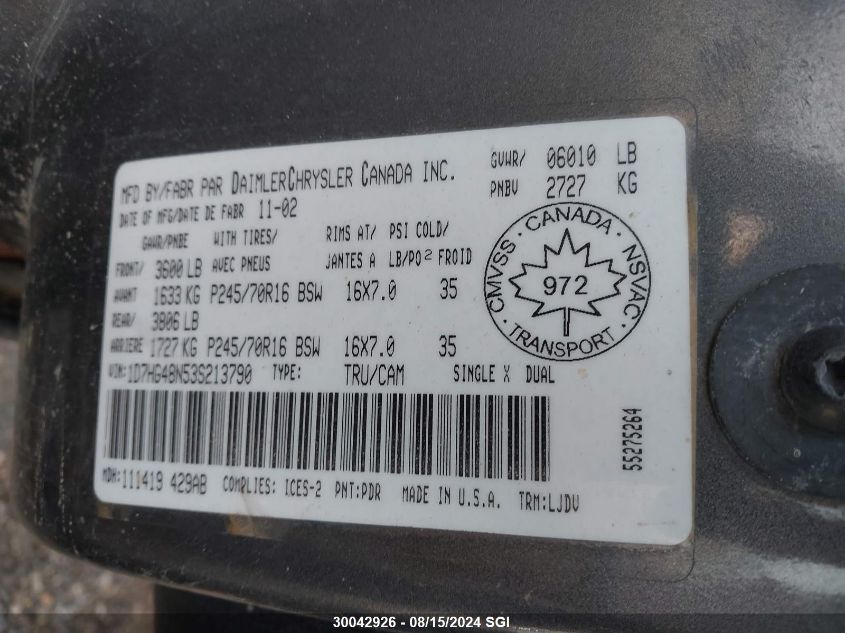 MFD BY/FABR PAR DAIMLERCHRYSLER CANADA INC.
GVWR/ 06010 LB
PNBV 2727 KG
DATE OF MFG/DATE DE FABR 11-02
GAWR/PNBE WITH TIRES/ RIMS AT/ PSI COLD/
FRONT/ 3600 LB AVEC PNEUS JANTES A LB/PO² FROID
AVANT 1633 KG P245/70R16 BSW 16X7.0 35
REAR/ 3806 LB
ARRIERE 1727 KG P245/70R16 BSW 16X7.0 35
CMVSS · CANADA · NSVAC · TRANSPORT ·
972
VIN: 1D7HG48N53S213790 TYPE: TRU/CAM SINGLE X DUAL
55275264
MDH: 111419 429AB COMPLIES: ICES-2 PNT:PDR MADE IN U.S.A. TRM:LJDV
30042926 - 08/15/2024 SGI